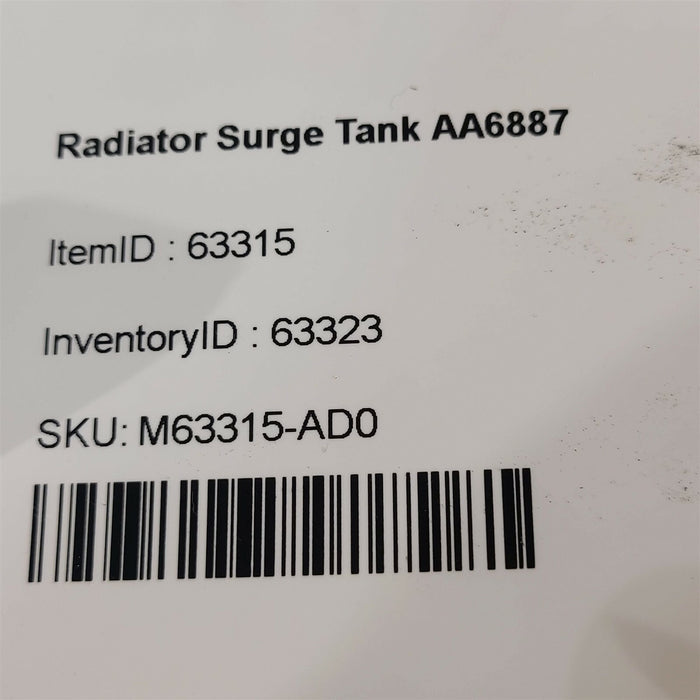 Radiator Surge Tank AA6887
ItemID : 63315
InventoryID : 63323
SKU: M63315-AD0